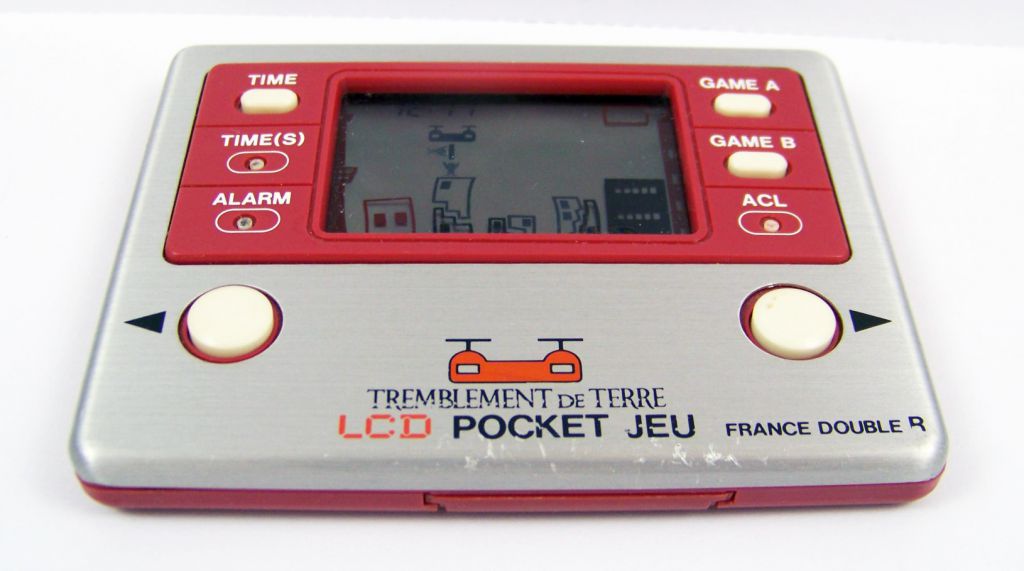 TIME
GAME A
TIME(S)
GAME B
ALARM
ACL
TREMBLEMENT DE TERRE
LCD POCKET JEU
FRANCE DOUBLE R